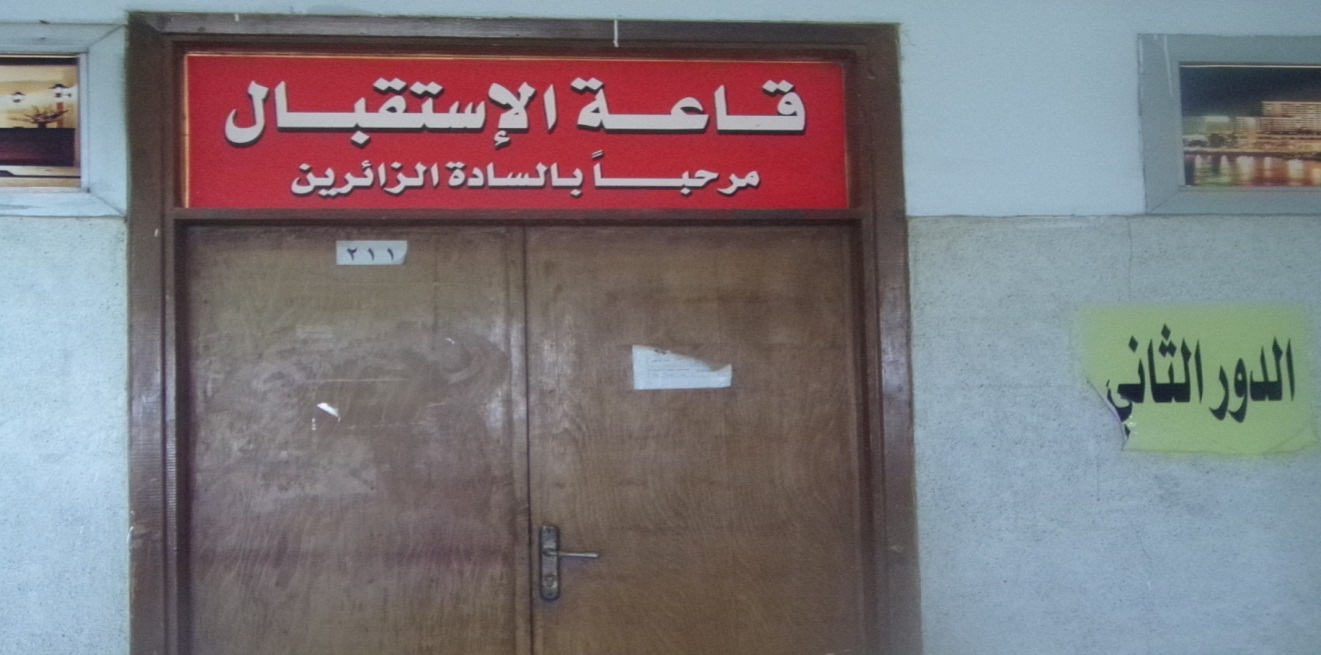 قاعة الإستقبال
مرحباً بالسادة الزائرين
٢١١
الدور الثاني